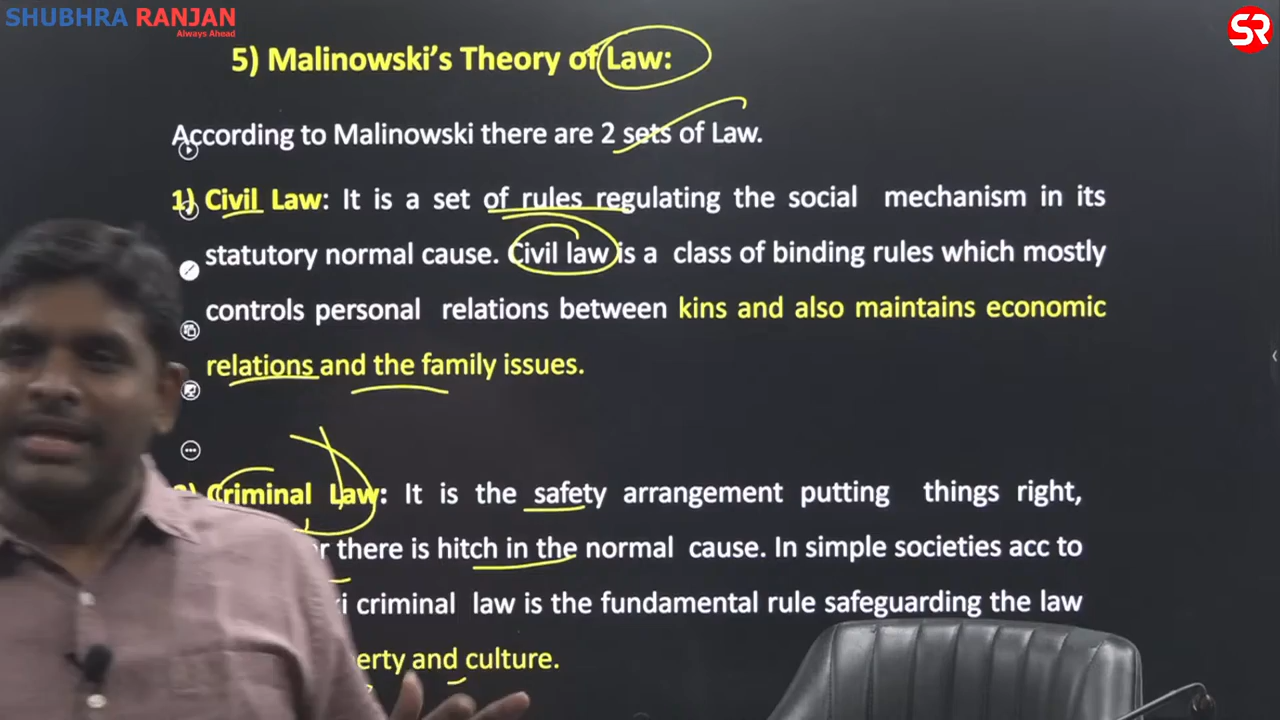 SHUBHRA RANJAN
Always Ahead
SR
5) Malinowski's Theory of Law:
According to Malinowski there are 2 sets of Law.
1) Civil Law: It is a set of rules regulating the social mechanism in its
statutory normal cause. Civil law is a class of binding rules which mostly
controls personal relations between kins and also maintains economic
relations and the family issues.
Criminal Law: It is the safety arrangement putting things right,
there is hitch in the normal cause. In simple societies acc to
criminal law is the fundamental rule safeguarding the law
and culture.